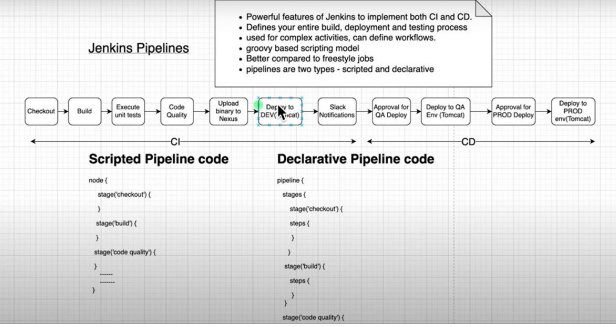 Jenkins Pipelines
• Powerful features of Jenkins to implement both CI and CD.
• Defines your entire build, deployment and testing process
• used for complex activities, can define workflows.
• groovy based scripting model
• Better compared to freestyle jobs
• pipelines are two types - scripted and declarative
Checkout
Build
Execute
unit tests
Code
Quality
Upload
binary to
Nexus
Deploy to
DEV(Tomcat)
Slack
Notifications
Approval for
QA Deploy
Deploy to QA
Env (Tomcat)
Approval for
PROD Deploy
Deploy to
PROD
env(Tomcat)
CI
CD
Scripted Pipeline code
node {
stage('checkout') {
}
stage('build') {
}
stage('code quality') {
}
------
-------
}
Declarative Pipeline code
pipeline {
stages {
stage('checkout') {
steps {
}
}
stage('build') {
steps {
}
}
stage('code quality') {